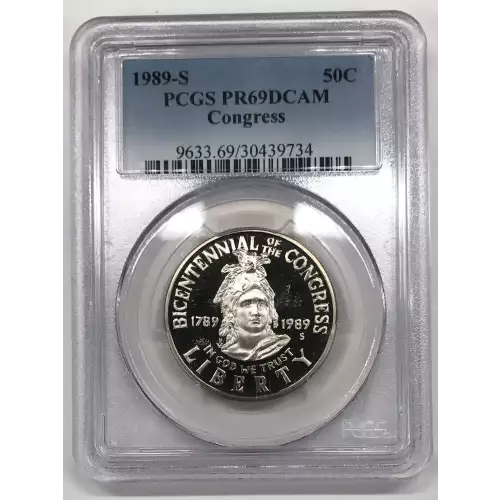 1989-S 50C
PCGS PR69DCAM
Congress
9633.69/30439734
BICENTENNIAL OF THE CONGRESS
1789 1989
S
IN GOD WE TRUST
LIBERTY
PCGS